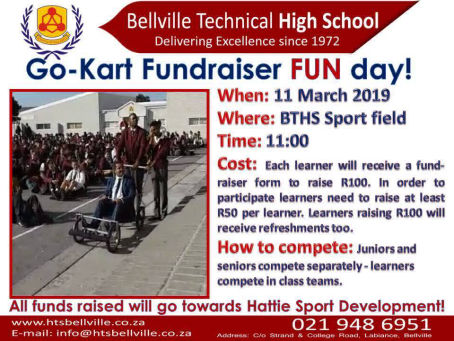 Bellville Technical High School
Delivering Excellence since 1972
Go-Kart Fundraiser FUN day!
When: 11 March 2019
Where: BTHS Sport field
Time: 11:00
Cost: Each learner will receive a fund-
raiser form to raise R100. In order to
participate learners need to raise at least
R50 per learner. Learners raising R100 will
receive refreshments too.
How to compete: Juniors and
seniors compete separately - learners
compete in class teams.
All funds raised will go towards Hattie Sport Development!
www.htsbellville.co.za
021 948 6951
E-mail: info@htsbellville.co.za
Address: C/o Strand & College Road, Labiance, Bellville